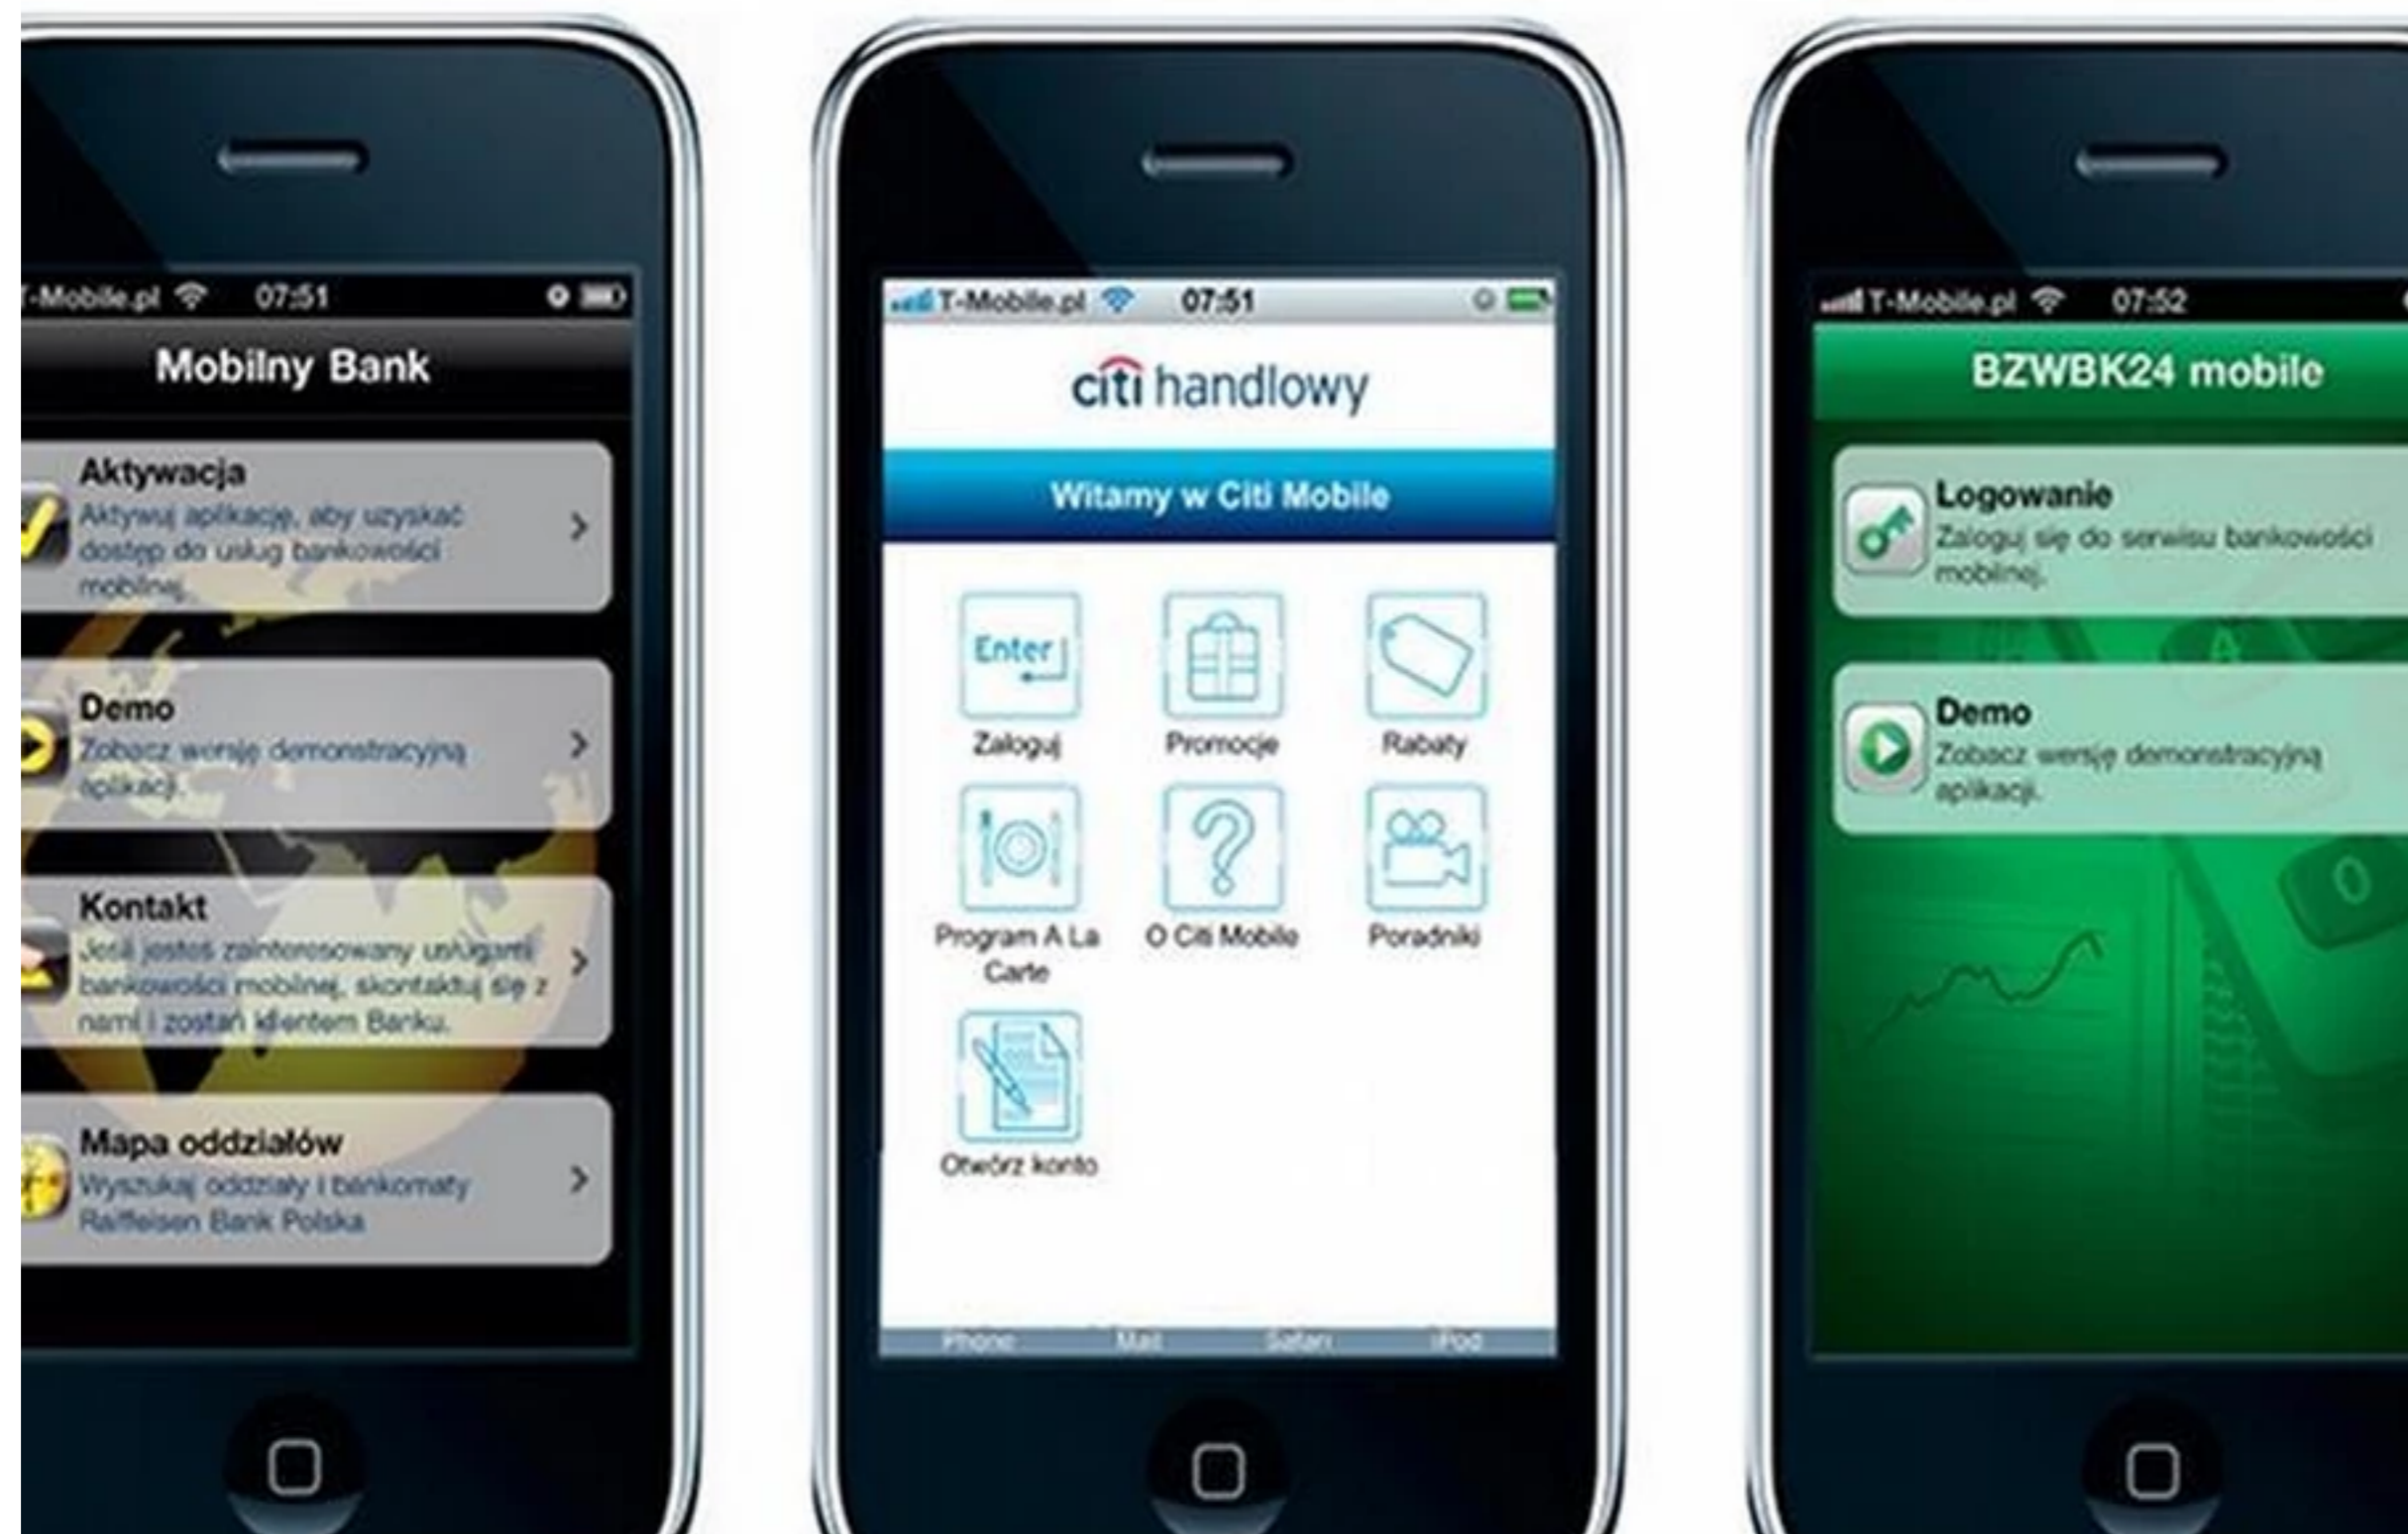 T-Mobile.pl 07:51
Mobilny Bank
Aktywacja
Aktywuj aplikację, aby uzyskać
dostęp do usług bankowości
mobilnej.
Demo
Zobacz wersję demonstracyjną
aplikacji.
Kontakt
Jeśli jesteś zainteresowany usługami
bankowości mobilnej, skontaktuj się z
nami i zostań klientem Banku.
Mapa oddziałów
Wyszukaj oddziały i bankomaty
Raiffeisen Bank Polska
T-Mobile.pl 07:51
citi handlowy
Witamy w Citi Mobile
Enter
Zaloguj Promocje Rabaty
Program A La
Carte
O Citi Mobile Poradniki
Otwórz konto
Phone Mail Safari iPod
T-Mobile.pl 07:52
BZWBK24 mobile
Logowanie
Zaloguj się do serwisu bankowości
mobilnej.
Demo
Zobacz wersję demonstracyjną
aplikacji.